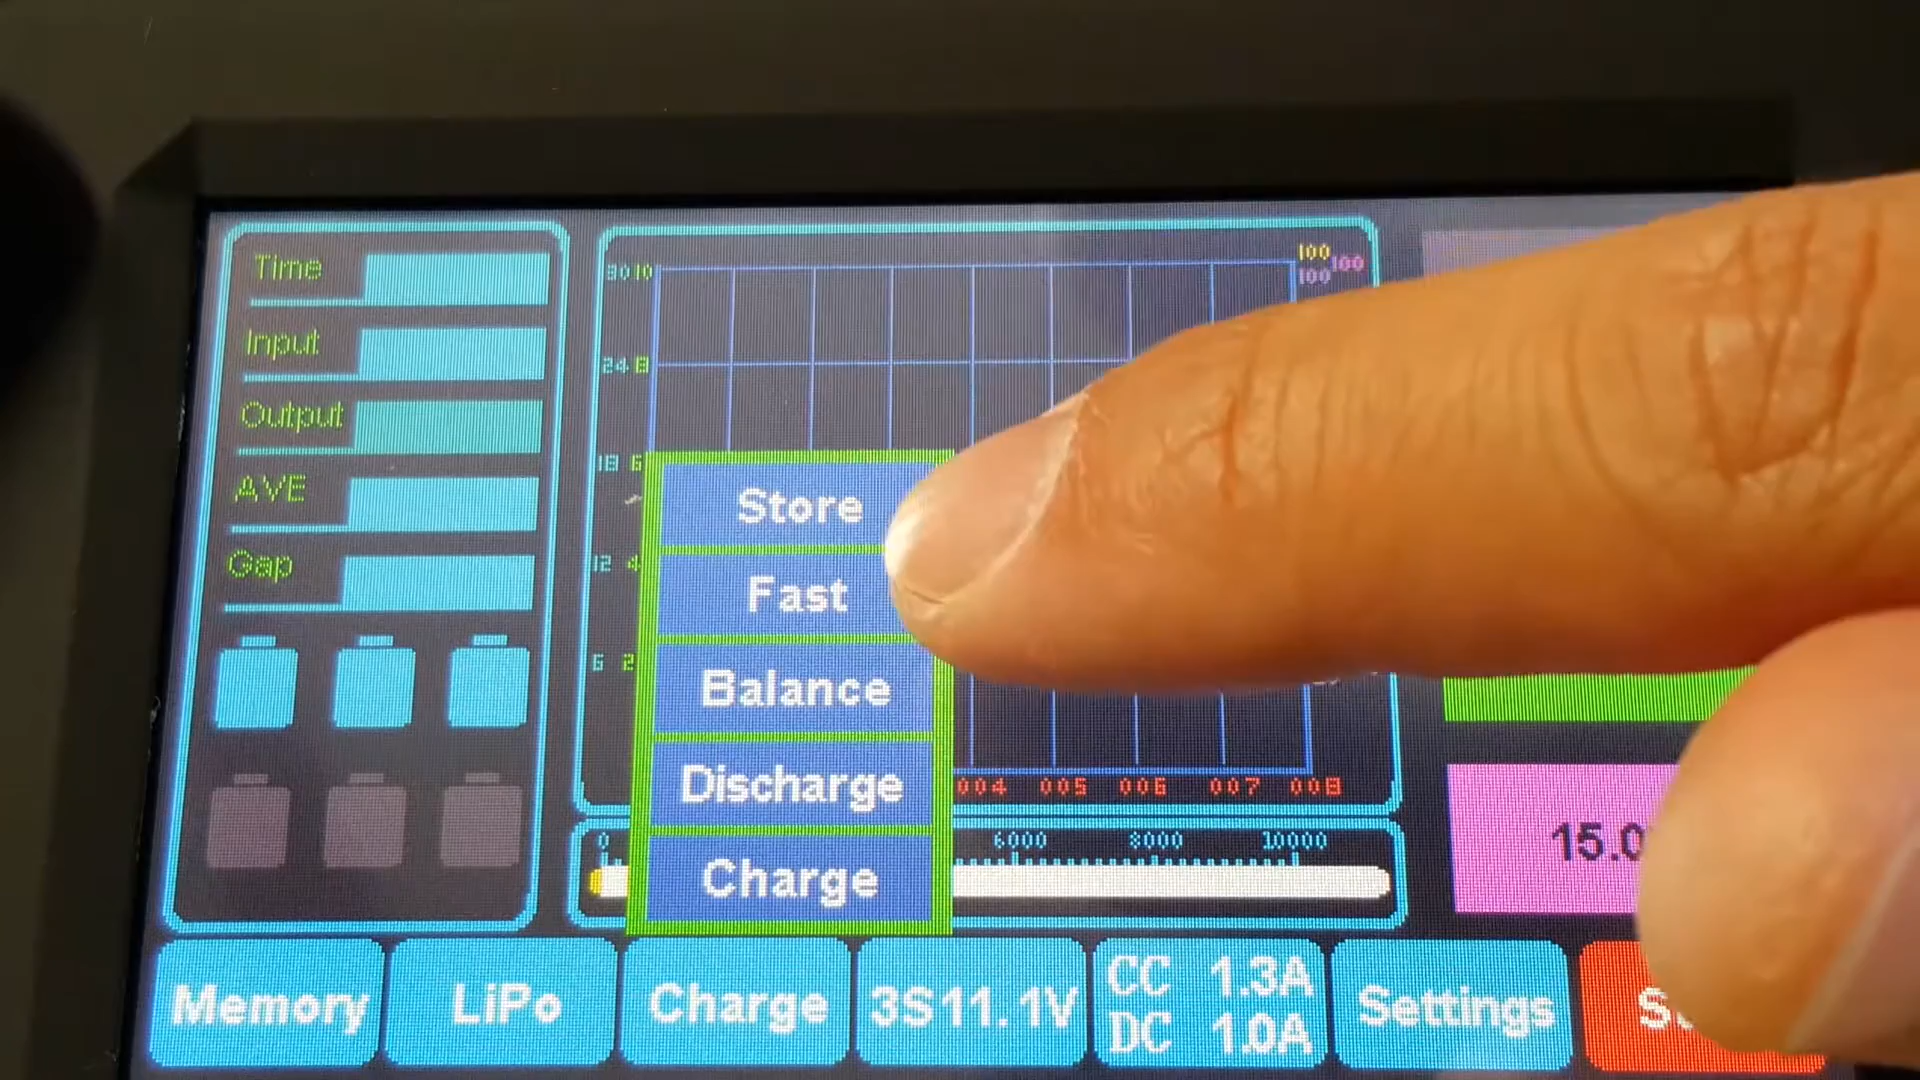 Time
Input
Output
AVE
Gap
30 10
24 8
18 6
12 4
6 2
100
100 100
Store
Fast
Balance
Discharge
Charge
004 005 006 007 008
0 6000 8000 10000
15.0
Memory
LiPo
Charge
3S11.1V
CC 1.3A
DC 1.0A
Settings